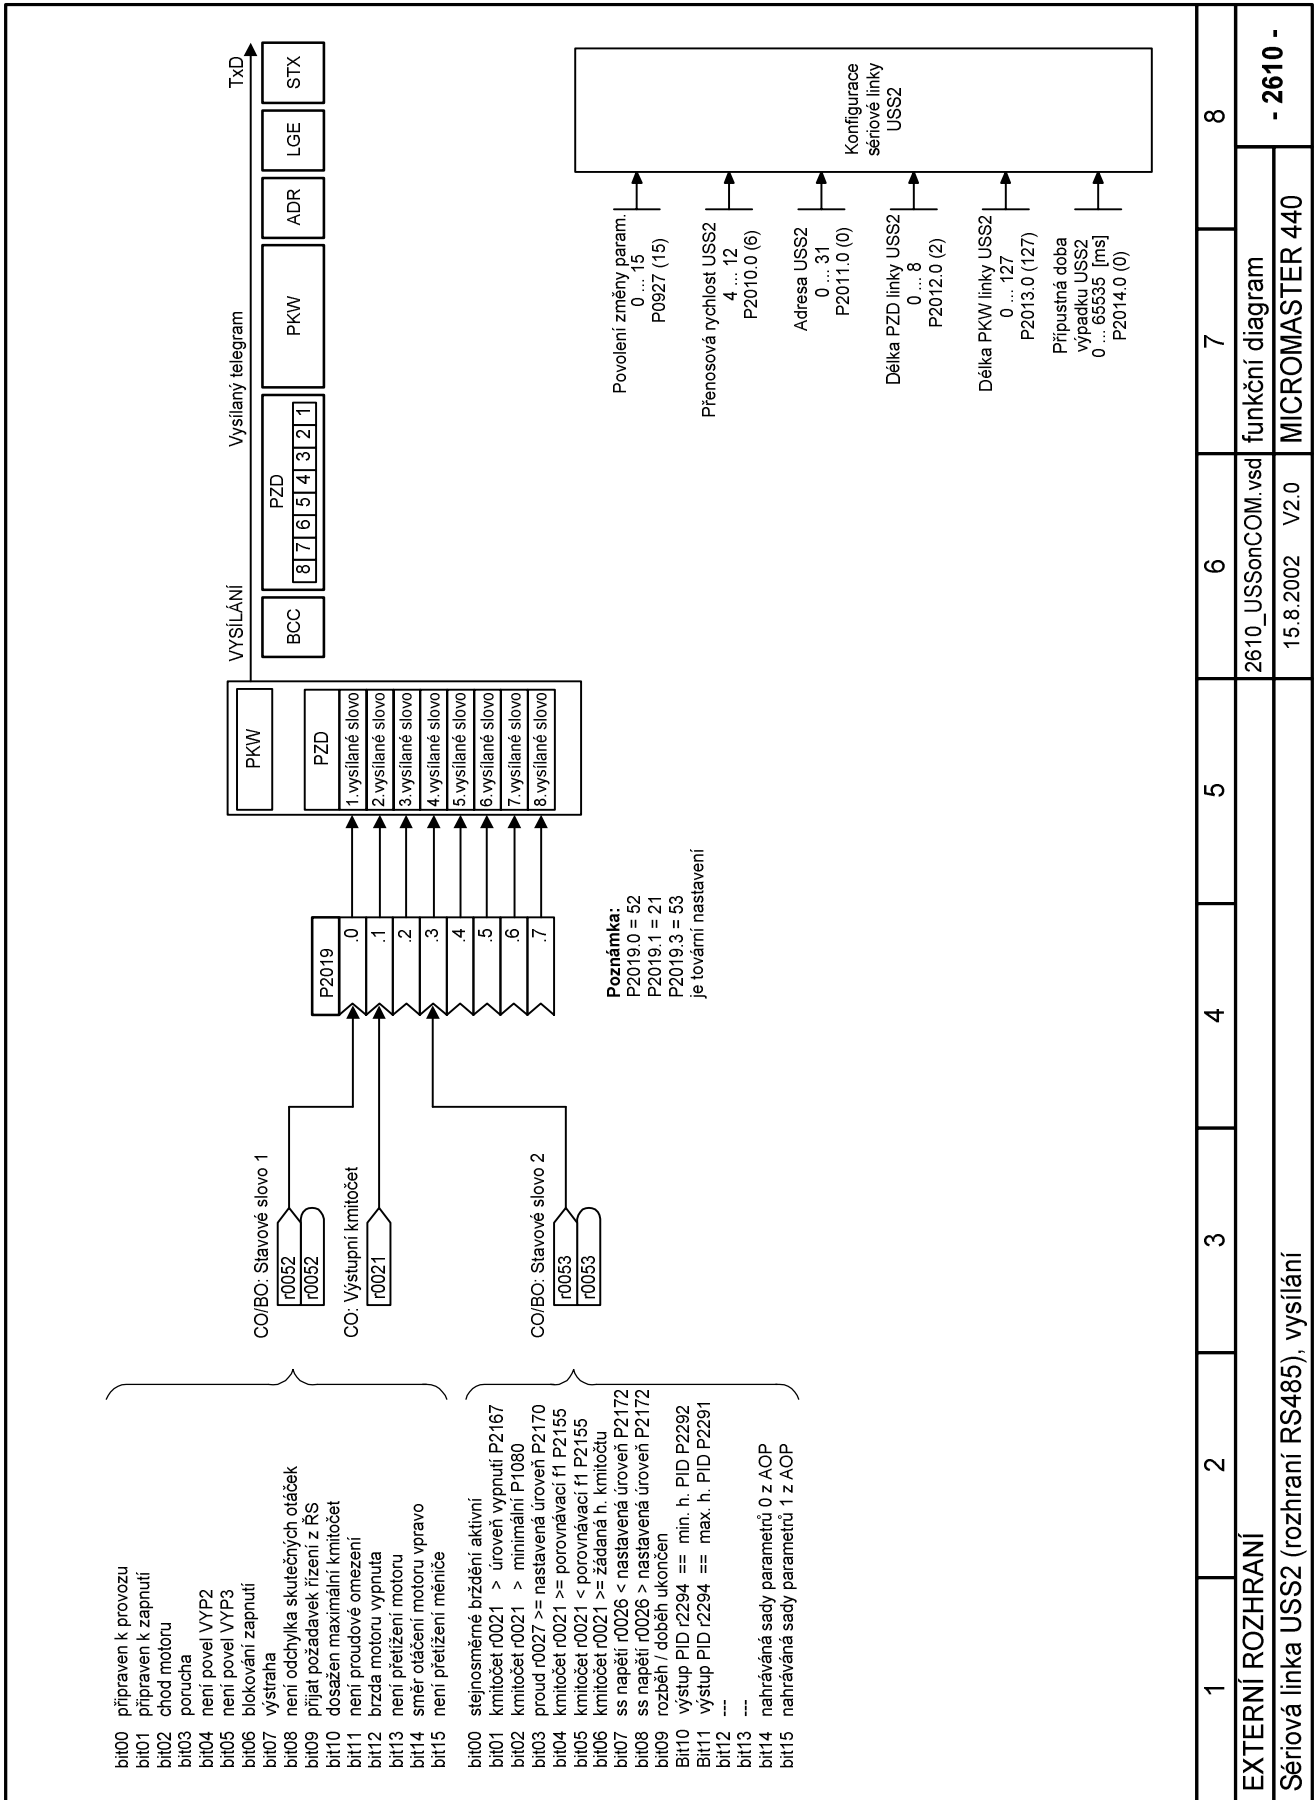 VYSÍLÁNÍ
Vysílaný telegram
TxD
BCC
PZD
8 7 6 5 4 3 2 1
PKW
ADR
LGE
STX
PKW
PZD
1.vysílané slovo
2.vysílané slovo
3.vysílané slovo
4.vysílané slovo
5.vysílané slovo
6.vysílané slovo
7.vysílané slovo
8.vysílané slovo
P2019
.0
.1
.2
.3
.4
.5
.6
.7
Poznámka:
P2019.0 = 52
P2019.1 = 21
P2019.3 = 53
je tovární nastavení
CO/BO: Stavové slovo 1
r0052
r0052
CO: Výstupní kmitočet
r0021
CO/BO: Stavové slovo 2
r0053
r0053
bit00 připraven k provozu
bit01 připraven k zapnutí
bit02 chod motoru
bit03 porucha
bit04 není povel VYP2
bit05 není povel VYP3
bit06 blokování zapnutí
bit07 výstraha
bit08 není odchylka skutečných otáček
bit09 přijat požadavek řízení z ŘS
bit10 dosažen maximální kmitočet
bit11 není proudové omezení
bit12 brzda motoru vypnuta
bit13 není přetížení motoru
bit14 směr otáčení motoru vpravo
bit15 není přetížení měniče
bit00 stejnosměrné brždění aktivní
bit01 kmitočet r0021 > úroveň vypnutí P2167
bit02 kmitočet r0021 > minimální P1080
bit03 proud r0027 >= nastavená úroveň P2170
bit04 kmitočet r0021 >= porovnávací f1 P2155
bit05 kmitočet r0021 < porovnávací f1 P2155
bit06 kmitočet r0021 >= žádaná h. kmitočtu
bit07 ss napětí r0026 < nastavená úroveň P2172
bit08 ss napětí r0026 > nastavená úroveň P2172
bit09 rozběh / doběh ukončen
Bit10 výstup PID r2294 == min. h. PID P2292
Bit11 výstup PID r2294 == max. h. PID P2291
bit12 ---
bit13 ---
bit14 nahráváná sady parametrů 0 z AOP
bit15 nahráváná sady parametrů 1 z AOP
Povolení změny param.
0 ... 15
P0927 (15)
Přenosová rychlost USS2
4 ... 12
P2010.0 (6)
Adresa USS2
0 ... 31
P2011.0 (0)
Délka PZD linky USS2
0 ... 8
P2012.0 (2)
Délka PKW linky USS2
0 ... 127
P2013.0 (127)
Přípustná doba
výpadku USS2
0 ... 65535 [ms]
P2014.0 (0)
Konfigurace
sériové linky
USS2
1 2 3 4 5 6 7 8
EXTERNÍ ROZHRANÍ
2610_USSonCOM.vsd
funkční diagram
- 2610 -
Sériová linka USS2 (rozhraní RS485), vysílání
15.8.2002 V2.0
MICROMASTER 440